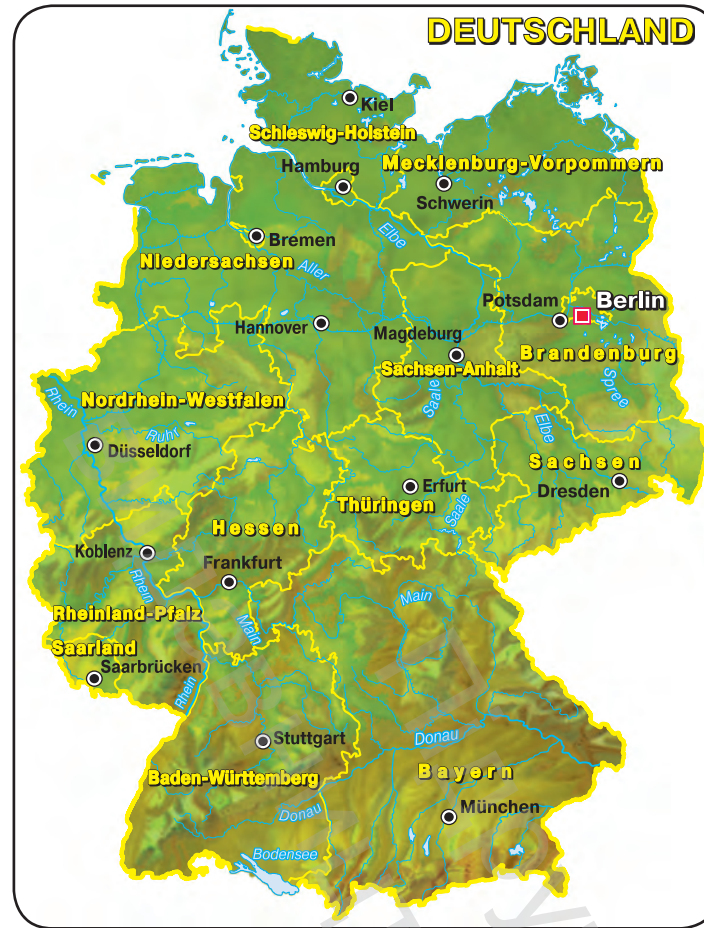 DEUTSCHLAND
Kiel
Schleswig-Holstein
Hamburg
Mecklenburg-Vorpommern
Schwerin
Elbe
Bremen
Niedersachsen
Aller
Potsdam
Berlin
Hannover
Magdeburg
Brandenburg
Sachsen-Anhalt
Spree
Saale
Rhein
Nordrhein-Westfalen
Ruhr
Düsseldorf
Elbe
Sachsen
Dresden
Erfurt
Thüringen
Saale
Hessen
Koblenz
Frankfurt
Rhein
Main
Main
Rheinland-Pfalz
Saarland
Saarbrücken
Rhein
Stuttgart
Donau
Bayern
Baden-Württemberg
Donau
München
Bodensee